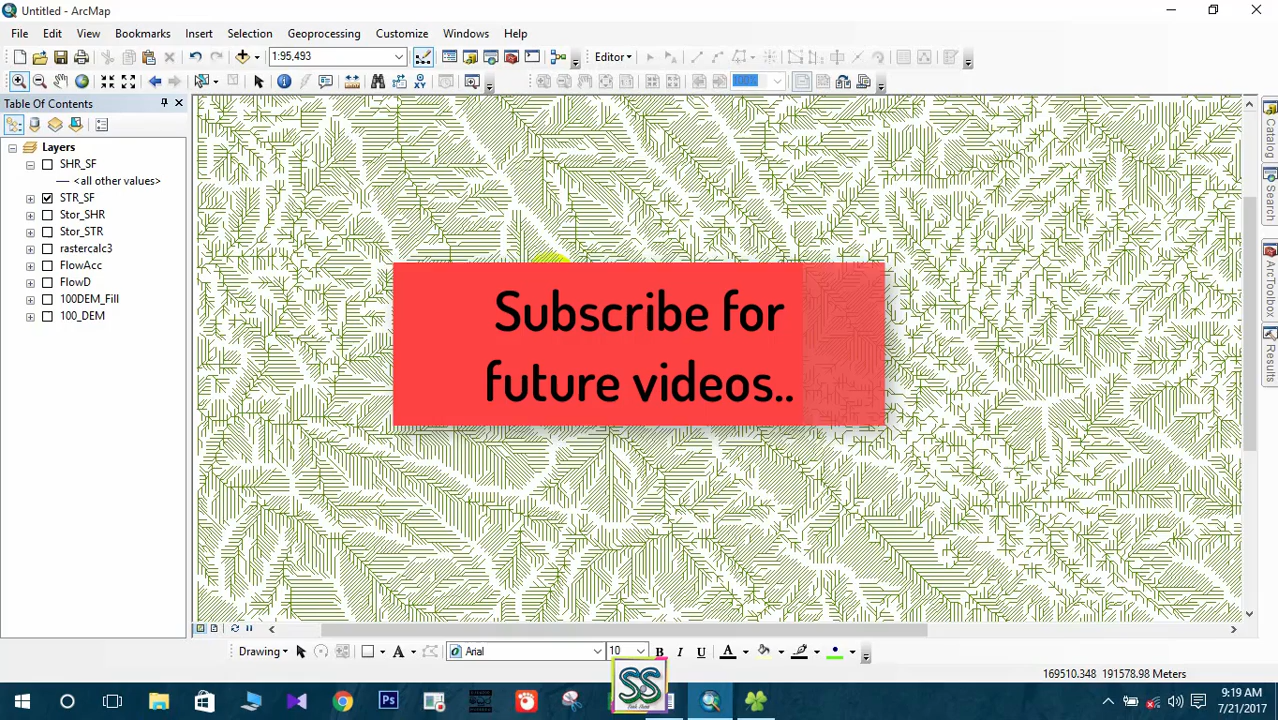 Untitled - ArcMap
File Edit View Bookmarks Insert Selection Geoprocessing Customize Windows Help
1:95,493
Editor
100%
Table Of Contents
Layers
SHR_SF
<all other values>
STR_SF
Stor_SHR
Stor_STR
rastercalc3
FlowAcc
FlowD
100DEM_Fill
100_DEM
Subscribe for
future videos..
Catalog
Search
ArcToolbox
Results
Drawing
Arial
10
B I U A
169510.348 191578.98 Meters
SS
Ps
9:19 AM
7/21/2017